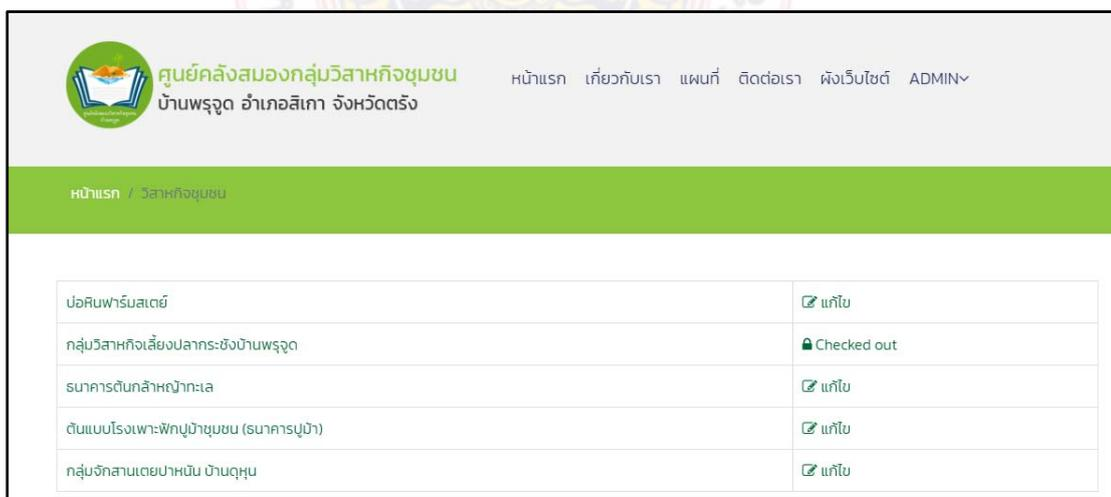 ศูนย์คลังสมองกลุ่มวิสาหกิจชุมชน
บ้านพรุจูด อำเภอสิเกา จังหวัดตรัง
หน้าแรก เกี่ยวกับเรา แผนที่ ติดต่อเรา ผังเว็บไซต์ ADMIN
หน้าแรก / วิสาหกิจชุมชน
บ่อหินฟาร์มสเตย์ แก้ไข
กลุ่มวิสาหกิจเลี้ยงปลากระชังบ้านพรุจูด Checked out
ธนาคารต้นกล้าหญ้าทะเล แก้ไข
ต้นแบบโรงเพาะฟักปูม้าชุมชน (ธนาคารปูม้า) แก้ไข
กลุ่มจักสานเตยปาหนัน บ้านดุหุน แก้ไข